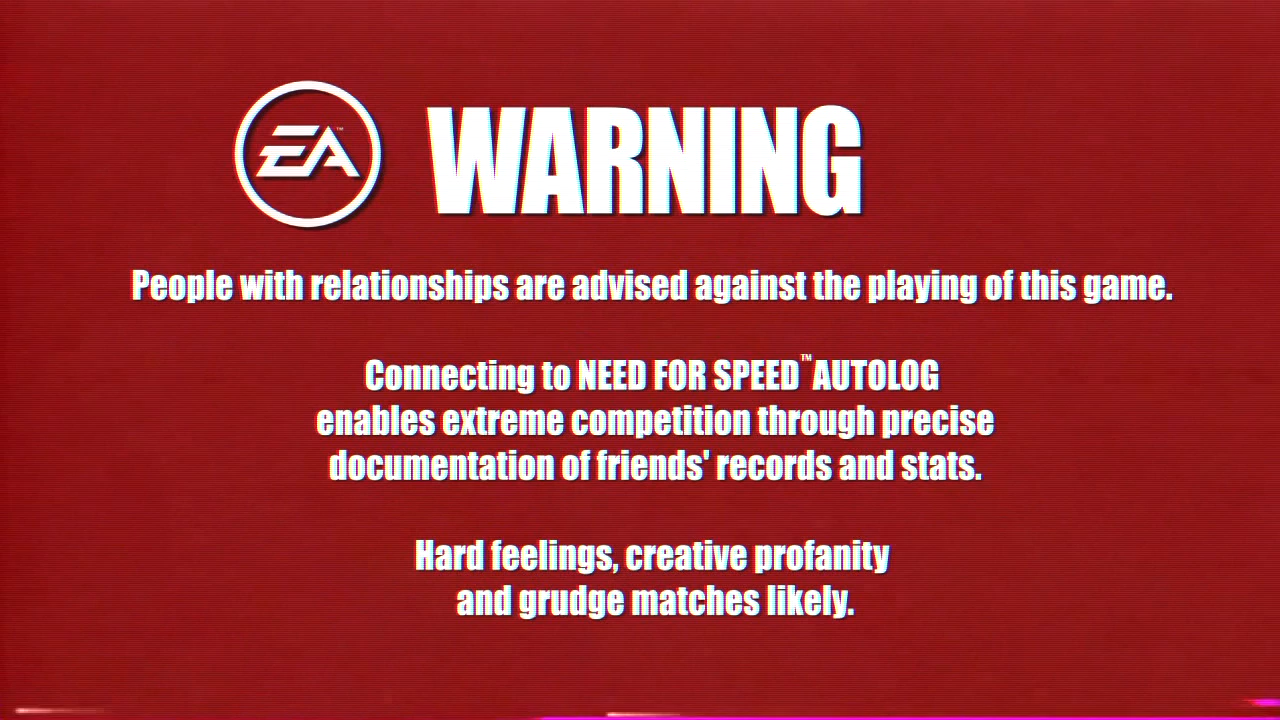 EA™ WARNING
People with relationships are advised against the playing of this game.
Connecting to NEED FOR SPEED™ AUTOLOG
enables extreme competition through precise
documentation of friends' records and stats.
Hard feelings, creative profanity
and grudge matches likely.